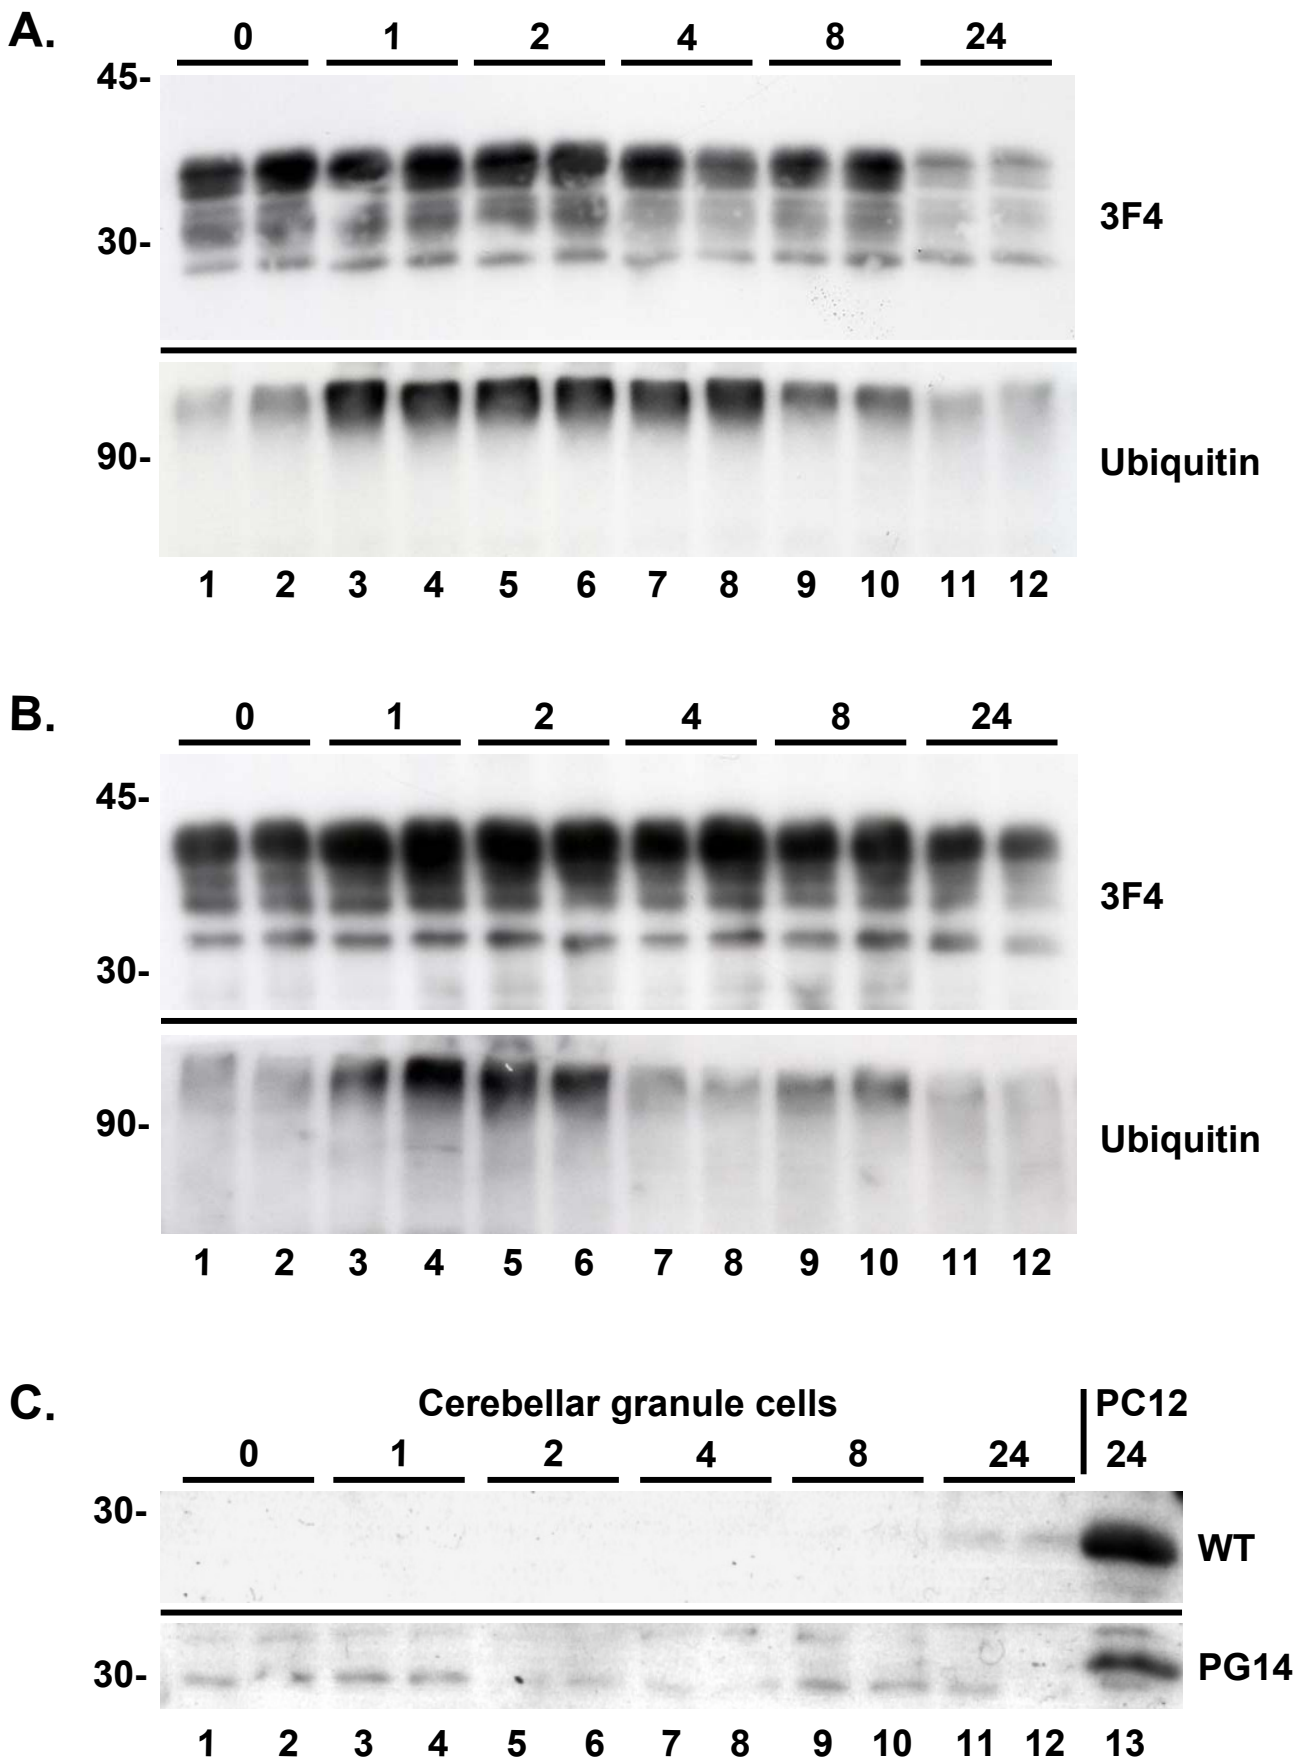 A.
0 1 2 4 8 24
45-
30-
3F4
90-
Ubiquitin
1 2 3 4 5 6 7 8 9 10 11 12
B.
0 1 2 4 8 24
45-
30-
3F4
90-
Ubiquitin
1 2 3 4 5 6 7 8 9 10 11 12
C.
Cerebellar granule cells PC12
0 1 2 4 8 24 24
30-
WT
30-
PG14
1 2 3 4 5 6 7 8 9 10 11 12 13